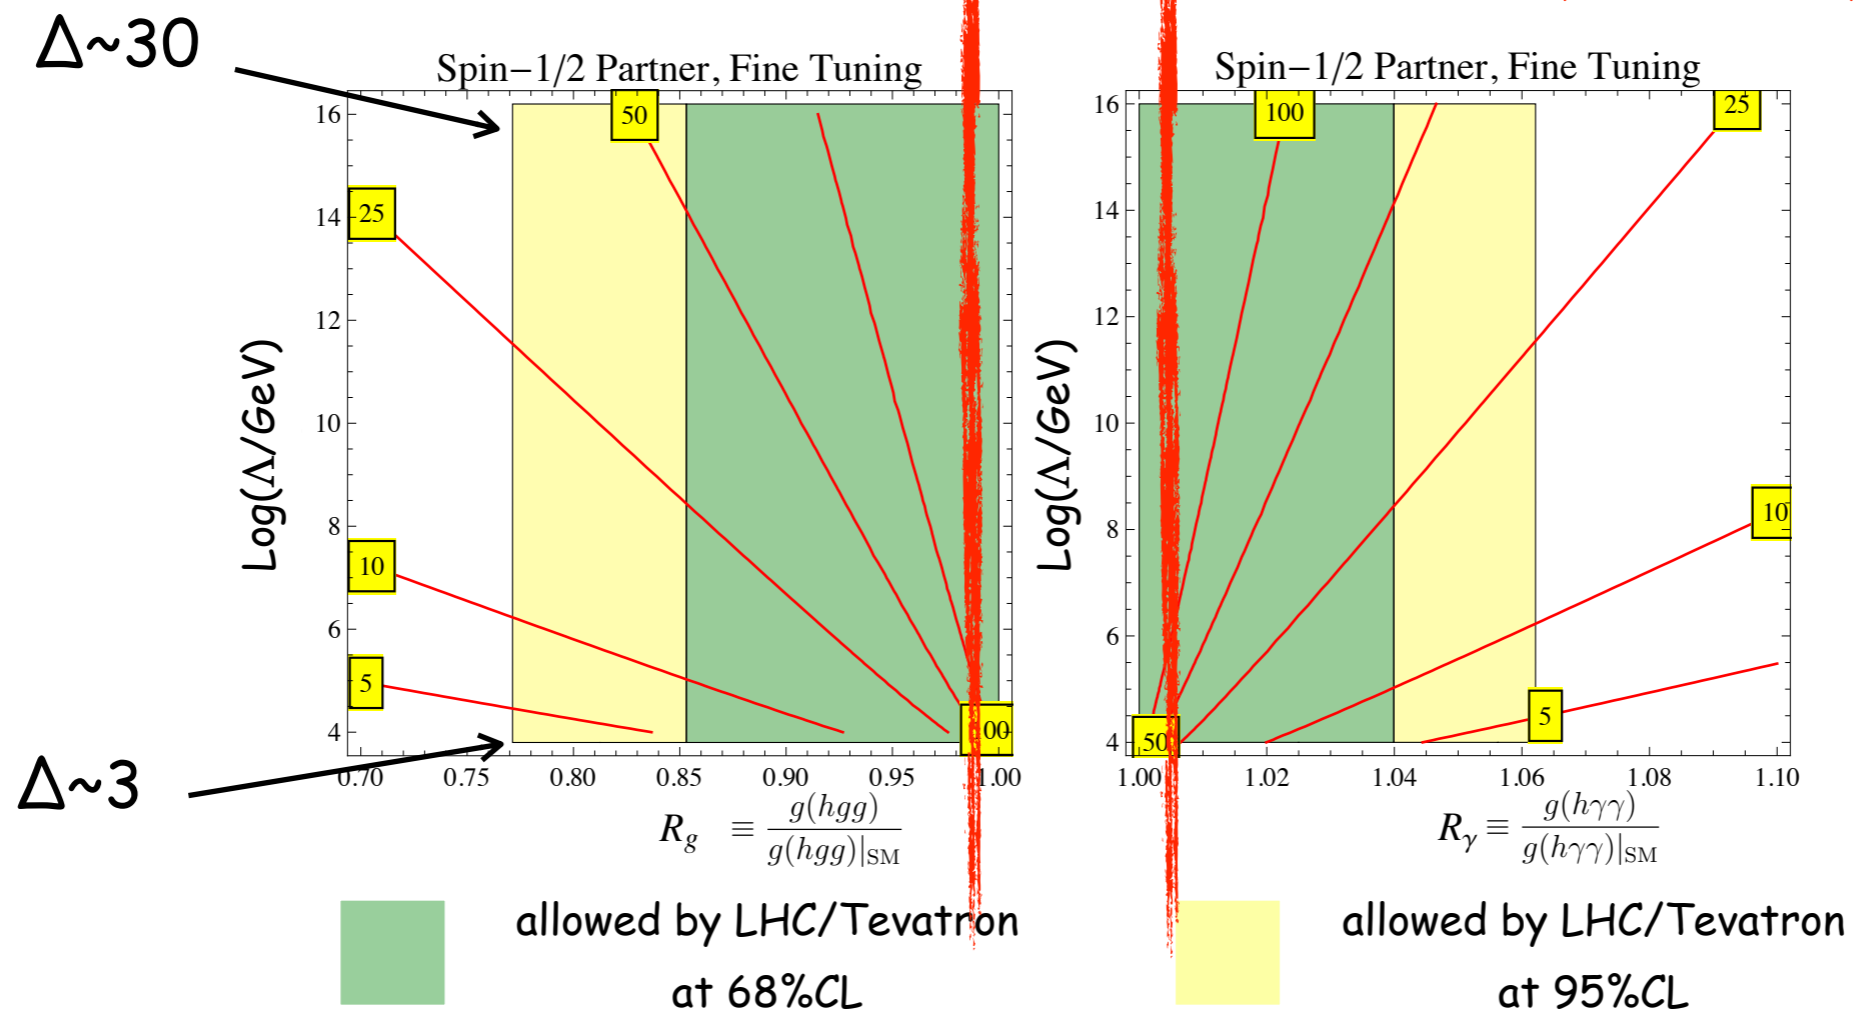 Δ~30
Spin−1/2 Partner, Fine Tuning
16
14
12
10
8
6
4
50
25
10
5
00
0.70 0.75 0.80 0.85 0.90 0.95 1.00
Log(Λ/GeV)
R_g ≡ g(hgg) / g(hgg)|SM
Δ~3
Spin−1/2 Partner, Fine Tuning
16
14
12
10
8
6
4
100
25
10
5
50
1.00 1.02 1.04 1.06 1.08 1.10
Log(Λ/GeV)
R_γ ≡ g(hγγ) / g(hγγ)|SM
allowed by LHC/Tevatron
at 68%CL
allowed by LHC/Tevatron
at 95%CL